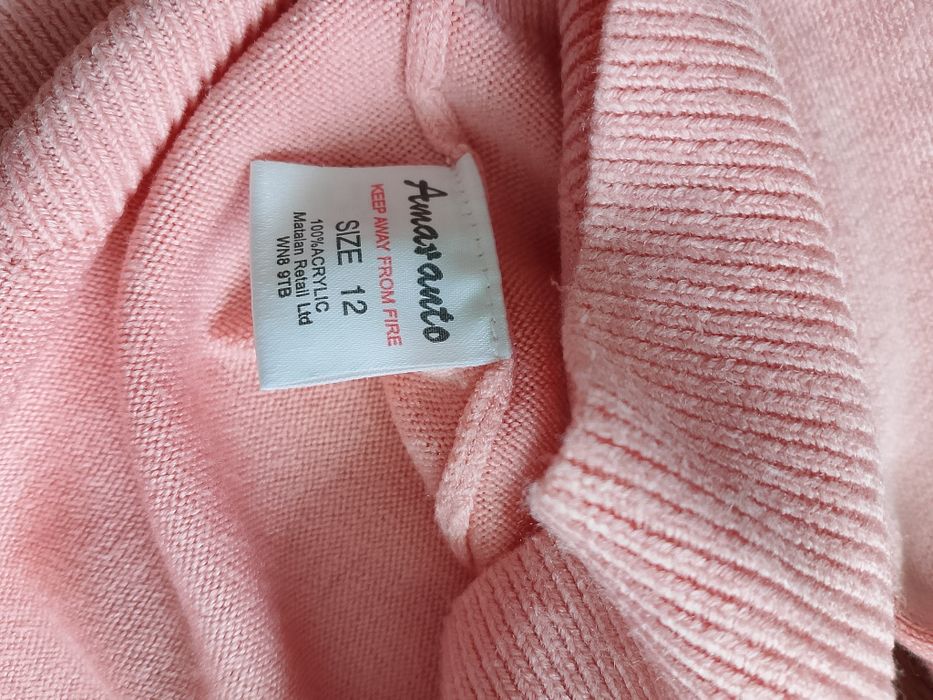 Amaranto
KEEP AWAY FROM FIRE
SIZE 12
100%ACRYLIC
Matalan Retail Ltd
WN8 9TB